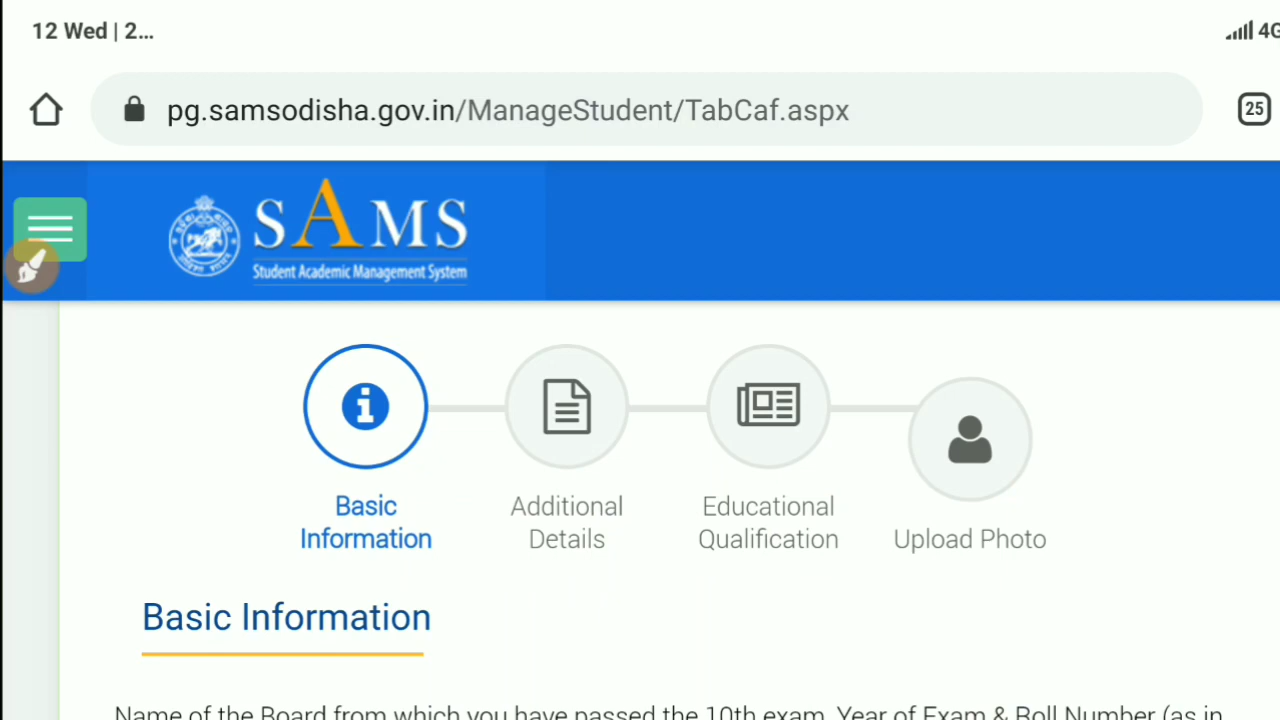 12 Wed | 2...
4G
pg.samsodisha.gov.in/ManageStudent/TabCaf.aspx
25
SAMS
Student Academic Management System
Basic Information
Additional Details
Educational Qualification
Upload Photo
Basic Information
Name of the Board from which you have passed the 10th exam, Year of Exam & Roll Number (as in